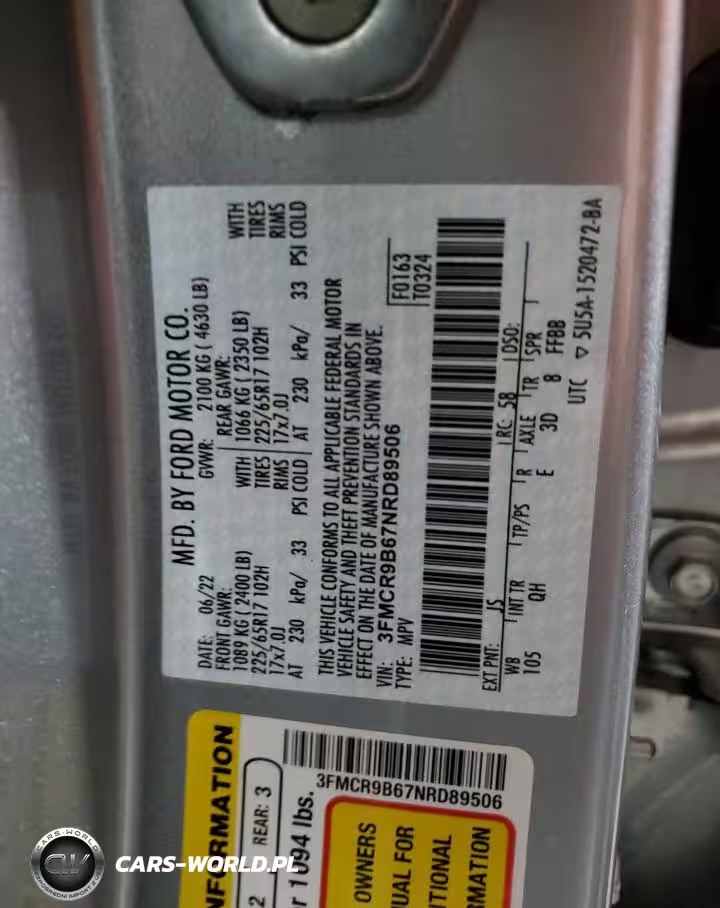 MFD. BY FORD MOTOR CO.
DATE: 06/22 GVWR: 2100 KG ( 4630 LB)
FRONT GAWR: REAR GAWR:
1089 KG ( 2400 LB) WITH 1066 KG ( 2350 LB) WITH
225/65R17 102H TIRES 225/65R17 102H TIRES
17x7.0J RIMS 17x7.0J RIMS
AT 230 kPa/ 33 PSI COLD AT 230 kPa/ 33 PSI COLD
THIS VEHICLE CONFORMS TO ALL APPLICABLE FEDERAL MOTOR
VEHICLE SAFETY AND THEFT PREVENTION STANDARDS IN
EFFECT ON THE DATE OF MANUFACTURE SHOWN ABOVE.
VIN: 3FMCR9B67NRD89506
TYPE: MPV
F0163
T0324
EXT PNT: JS RC: 58 DSO:
WB INT TR TP/PS R AXLE TR SPR
105 QH E 3D 8 FFBB
UTC ▽ 5U5A-1520472-BA
3FMCR9B67NRD89506
REAR: 3
1094 lbs.
OWNERS
FOR
CARS-WORLD
CW
CARS-WORLD.PL